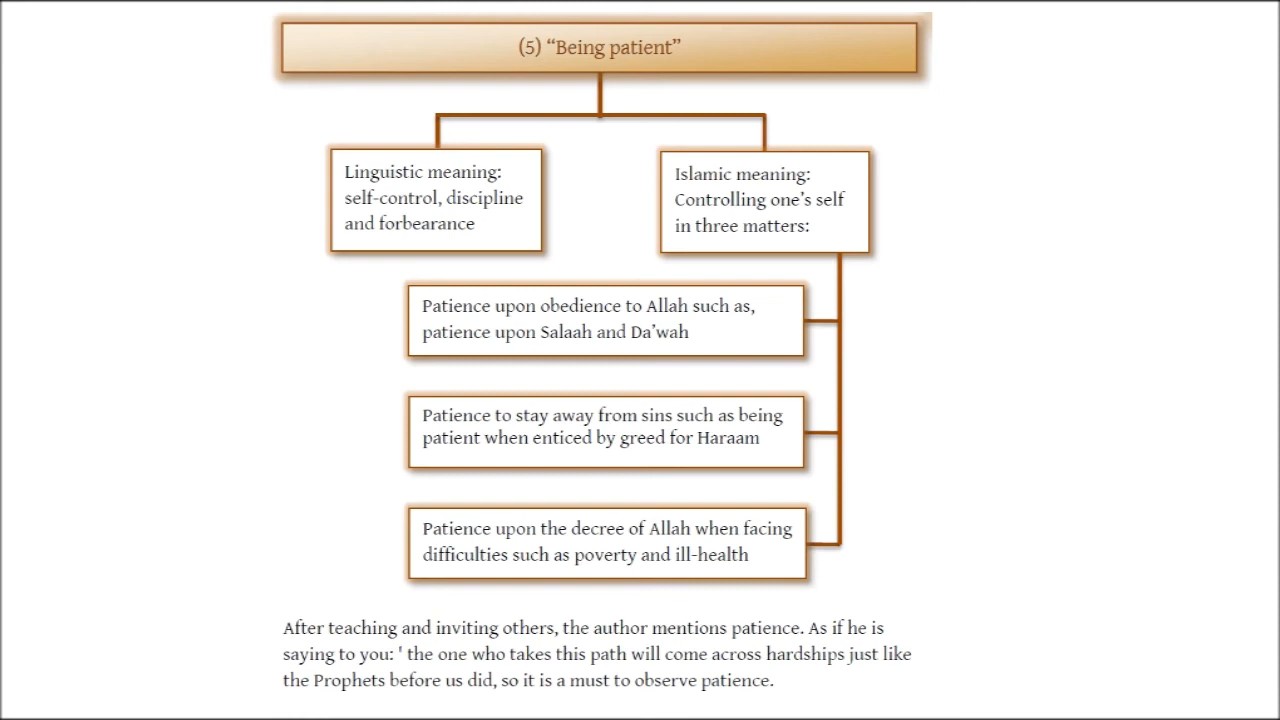 (5) “Being patient”
Linguistic meaning:
self-control, discipline
and forbearance
Islamic meaning:
Controlling one’s self
in three matters:
Patience upon obedience to Allah such as,
patience upon Salaah and Da’wah
Patience to stay away from sins such as being
patient when enticed by greed for Haraam
Patience upon the decree of Allah when facing
difficulties such as poverty and ill-health
After teaching and inviting others, the author mentions patience. As if he is
saying to you: ' the one who takes this path will come across hardships just like
the Prophets before us did, so it is a must to observe patience.